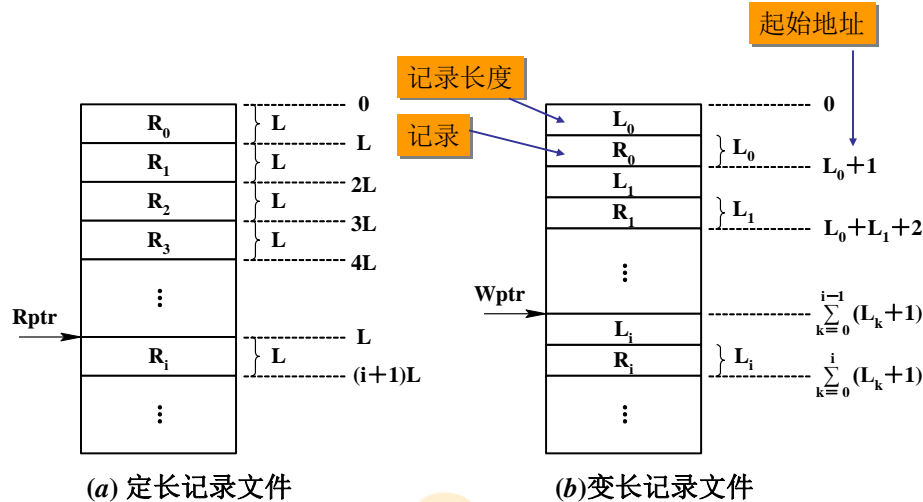 起始地址
记录长度
记录
0
R₀
L
L
R₁
L
2L
R₂
L
3L
R₃
L
4L
⋮
Rptr
L
Rᵢ
L
(i+1)L
⋮
(a) 定长记录文件
0
L₀
R₀
L₀
L₀+1
L₁
R₁
L₁
L₀+L₁+2
⋮
Wptr
i−1
∑ (Lₖ+1)
k=0
Lᵢ
Rᵢ
Lᵢ
i
∑ (Lₖ+1)
k=0
⋮
(b)变长记录文件